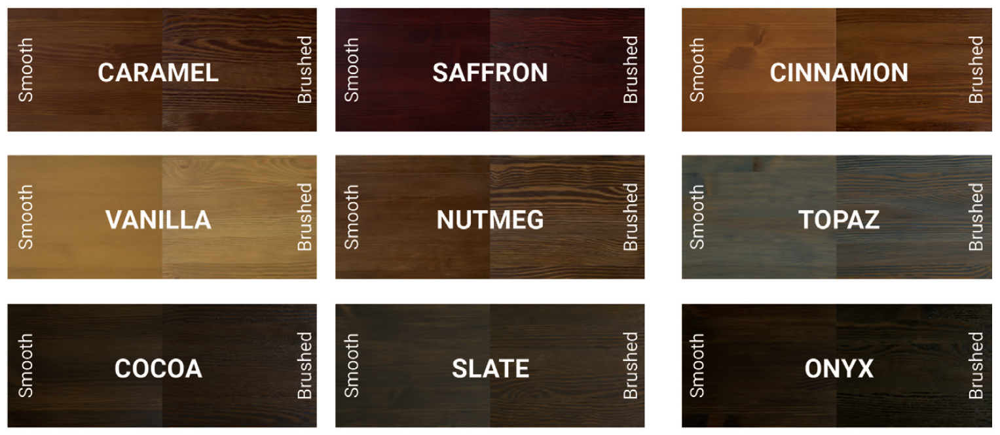 Smooth
CARAMEL
Brushed
Smooth
SAFFRON
Brushed
Smooth
CINNAMON
Brushed
Smooth
VANILLA
Brushed
Smooth
NUTMEG
Brushed
Smooth
TOPAZ
Brushed
Smooth
COCOA
Brushed
Smooth
SLATE
Brushed
Smooth
ONYX
Brushed